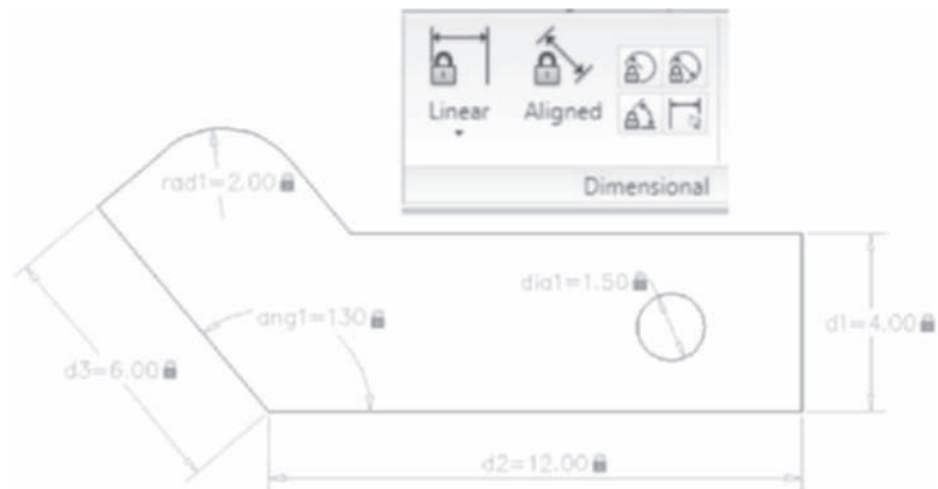 Linear
Aligned
Dimensional
rad1=2.00
dia1=1.50
ang1=130
d1=4.00
d3=6.00
d2=12.00